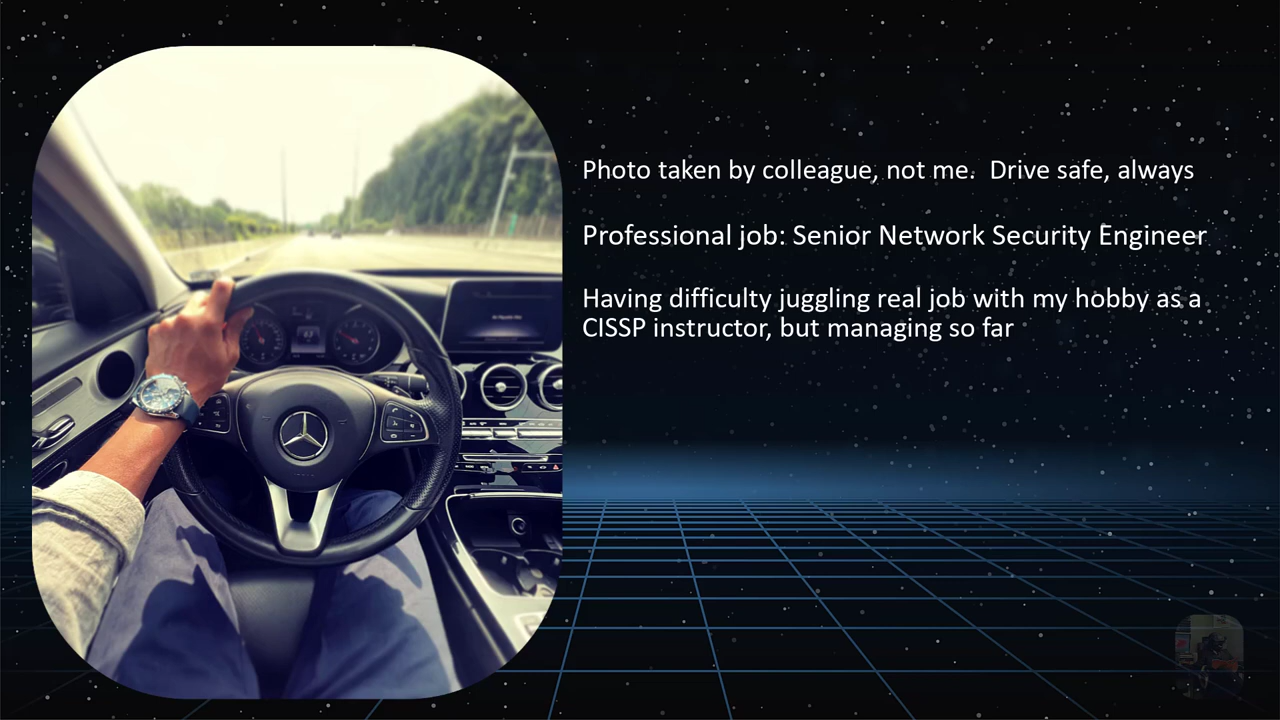 Photo taken by colleague, not me.  Drive safe, always
Professional job: Senior Network Security Engineer
Having difficulty juggling real job with my hobby as a
CISSP instructor, but managing so far